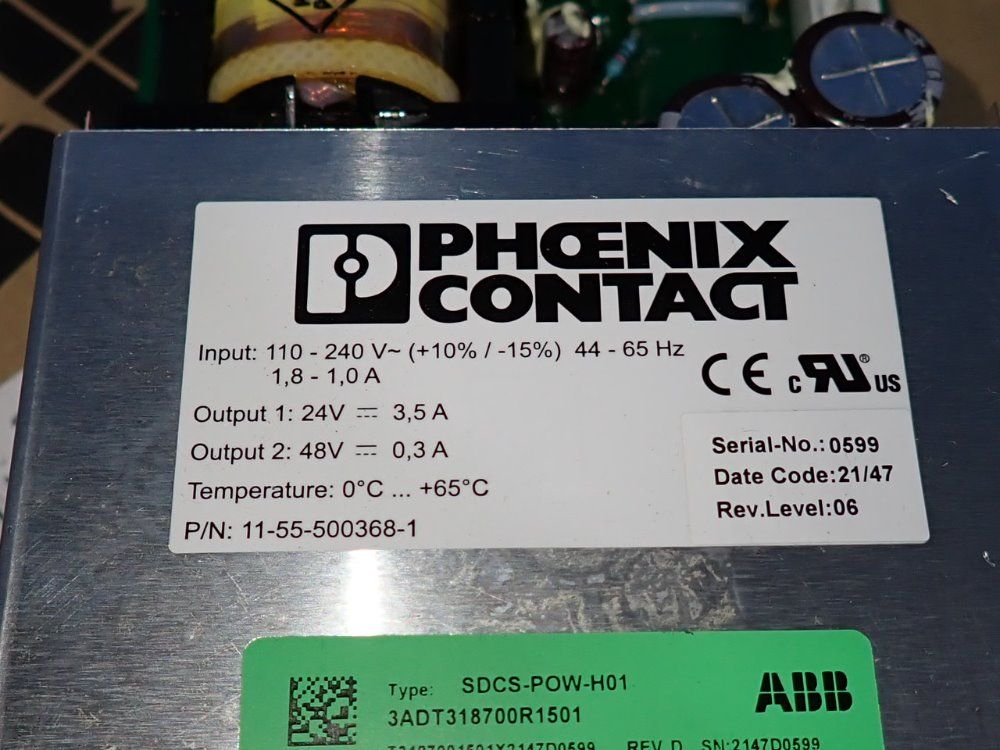 PHŒNIX
CONTACT
Input: 110 - 240 V~ (+10% / -15%) 44 - 65 Hz
1,8 - 1,0 A
CE c RU ® US
Output 1: 24V ⎓ 3,5 A
Output 2: 48V ⎓ 0,3 A
Temperature: 0°C ... +65°C
P/N: 11-55-500368-1
Serial-No.: 0599
Date Code:21/47
Rev.Level:06
Type: SDCS-POW-H01
3ADT318700R1501
ABB
REV D SN:2147D0599